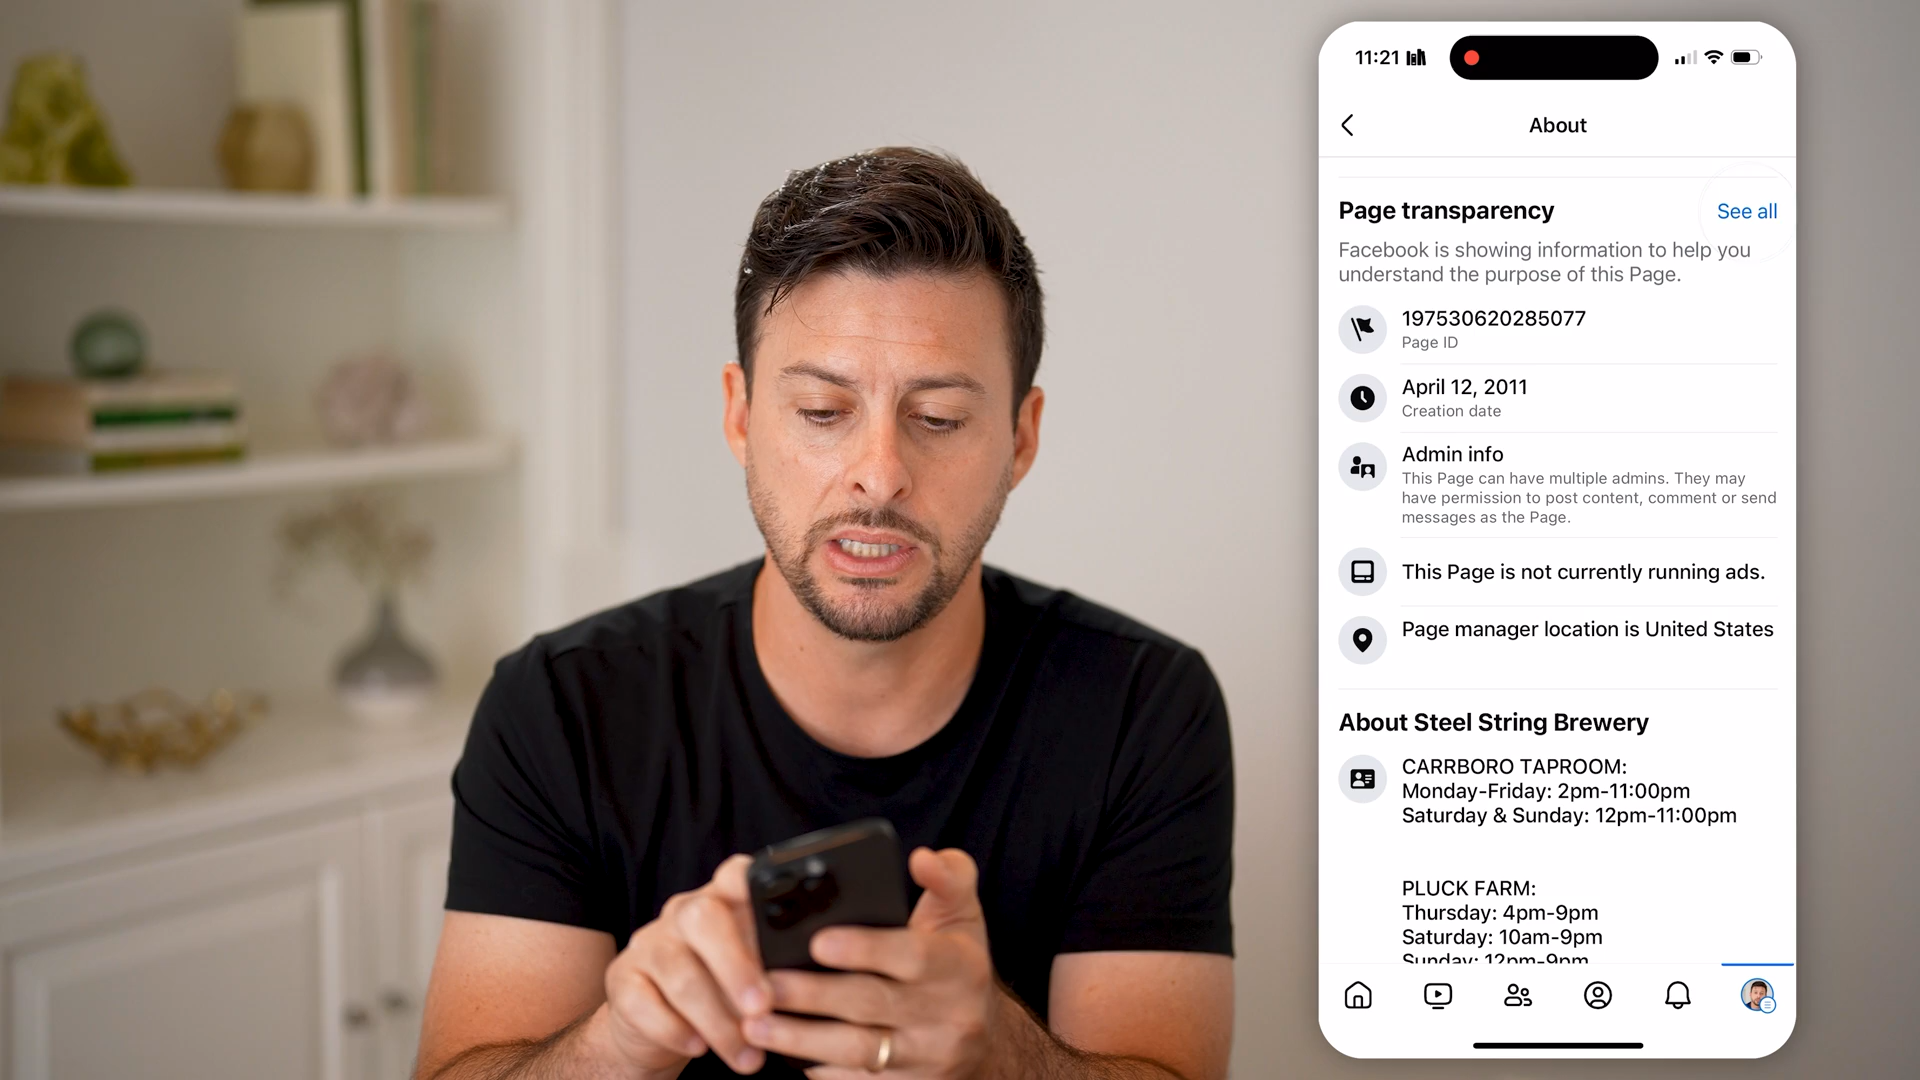 11:21
About
Page transparency
See all
Facebook is showing information to help you
understand the purpose of this Page.
197530620285077
Page ID
April 12, 2011
Creation date
Admin info
This Page can have multiple admins. They may
have permission to post content, comment or send
messages as the Page.
This Page is not currently running ads.
Page manager location is United States
About Steel String Brewery
CARRBORO TAPROOM:
Monday-Friday: 2pm-11:00pm
Saturday & Sunday: 12pm-11:00pm
PLUCK FARM:
Thursday: 4pm-9pm
Saturday: 10am-9pm
Sunday: 12pm-9pm